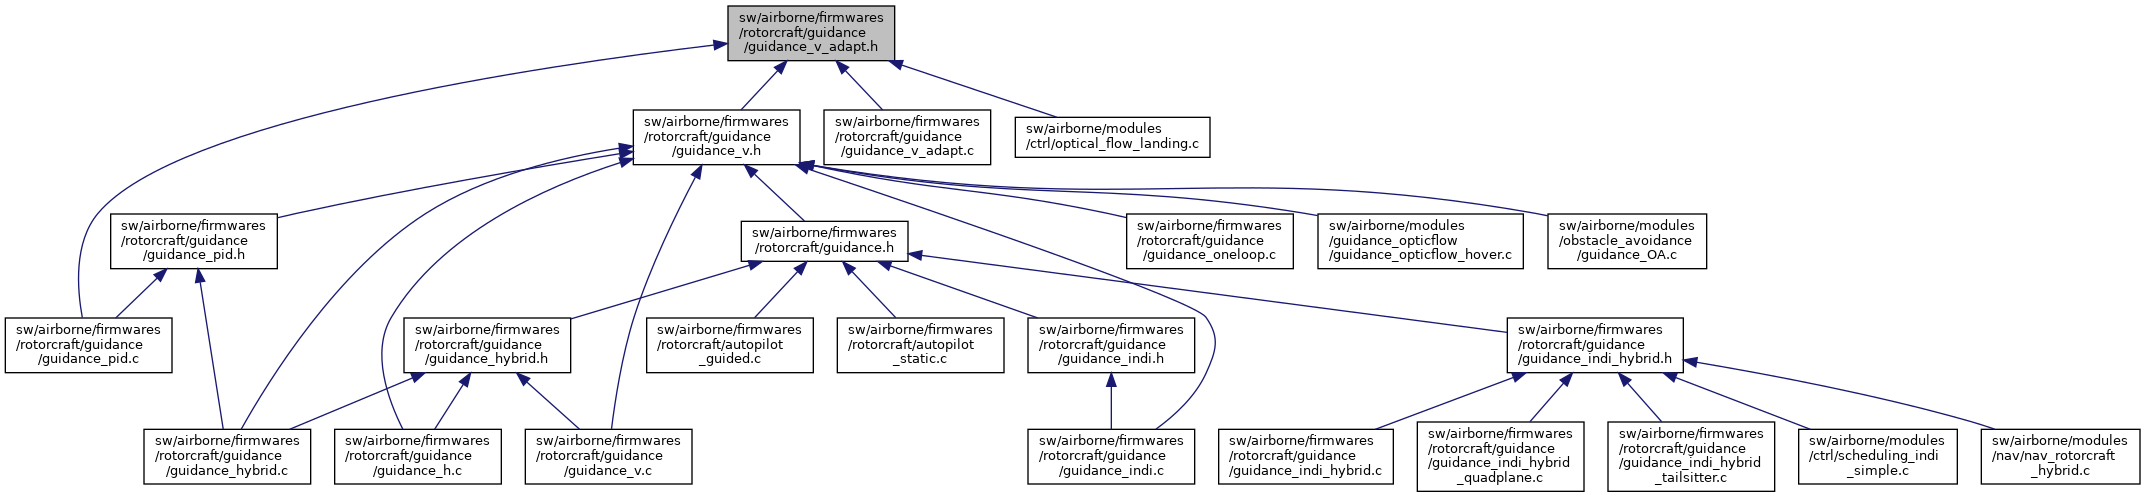 sw/airborne/firmwares
/rotorcraft/guidance
/guidance_v_adapt.h
sw/airborne/firmwares
/rotorcraft/guidance
/guidance_v.h
sw/airborne/firmwares
/rotorcraft/guidance
/guidance_v_adapt.c
sw/airborne/modules
/ctrl/optical_flow_landing.c
sw/airborne/firmwares
/rotorcraft/guidance
/guidance_pid.h
sw/airborne/firmwares
/rotorcraft/guidance.h
sw/airborne/firmwares
/rotorcraft/guidance
/guidance_oneloop.c
sw/airborne/modules
/guidance_opticflow
/guidance_opticflow_hover.c
sw/airborne/modules
/obstacle_avoidance
/guidance_OA.c
sw/airborne/firmwares
/rotorcraft/guidance
/guidance_pid.c
sw/airborne/firmwares
/rotorcraft/guidance
/guidance_hybrid.h
sw/airborne/firmwares
/rotorcraft/autopilot
_guided.c
sw/airborne/firmwares
/rotorcraft/autopilot
_static.c
sw/airborne/firmwares
/rotorcraft/guidance
/guidance_indi.h
sw/airborne/firmwares
/rotorcraft/guidance
/guidance_indi_hybrid.h
sw/airborne/firmwares
/rotorcraft/guidance
/guidance_hybrid.c
sw/airborne/firmwares
/rotorcraft/guidance
/guidance_h.c
sw/airborne/firmwares
/rotorcraft/guidance
/guidance_v.c
sw/airborne/firmwares
/rotorcraft/guidance
/guidance_indi.c
sw/airborne/firmwares
/rotorcraft/guidance
/guidance_indi_hybrid.c
sw/airborne/firmwares
/rotorcraft/guidance
/guidance_indi_hybrid
_quadplane.c
sw/airborne/firmwares
/rotorcraft/guidance
/guidance_indi_hybrid
_tailsitter.c
sw/airborne/modules
/ctrl/scheduling_indi
_simple.c
sw/airborne/modules
/nav/nav_rotorcraft
_hybrid.c